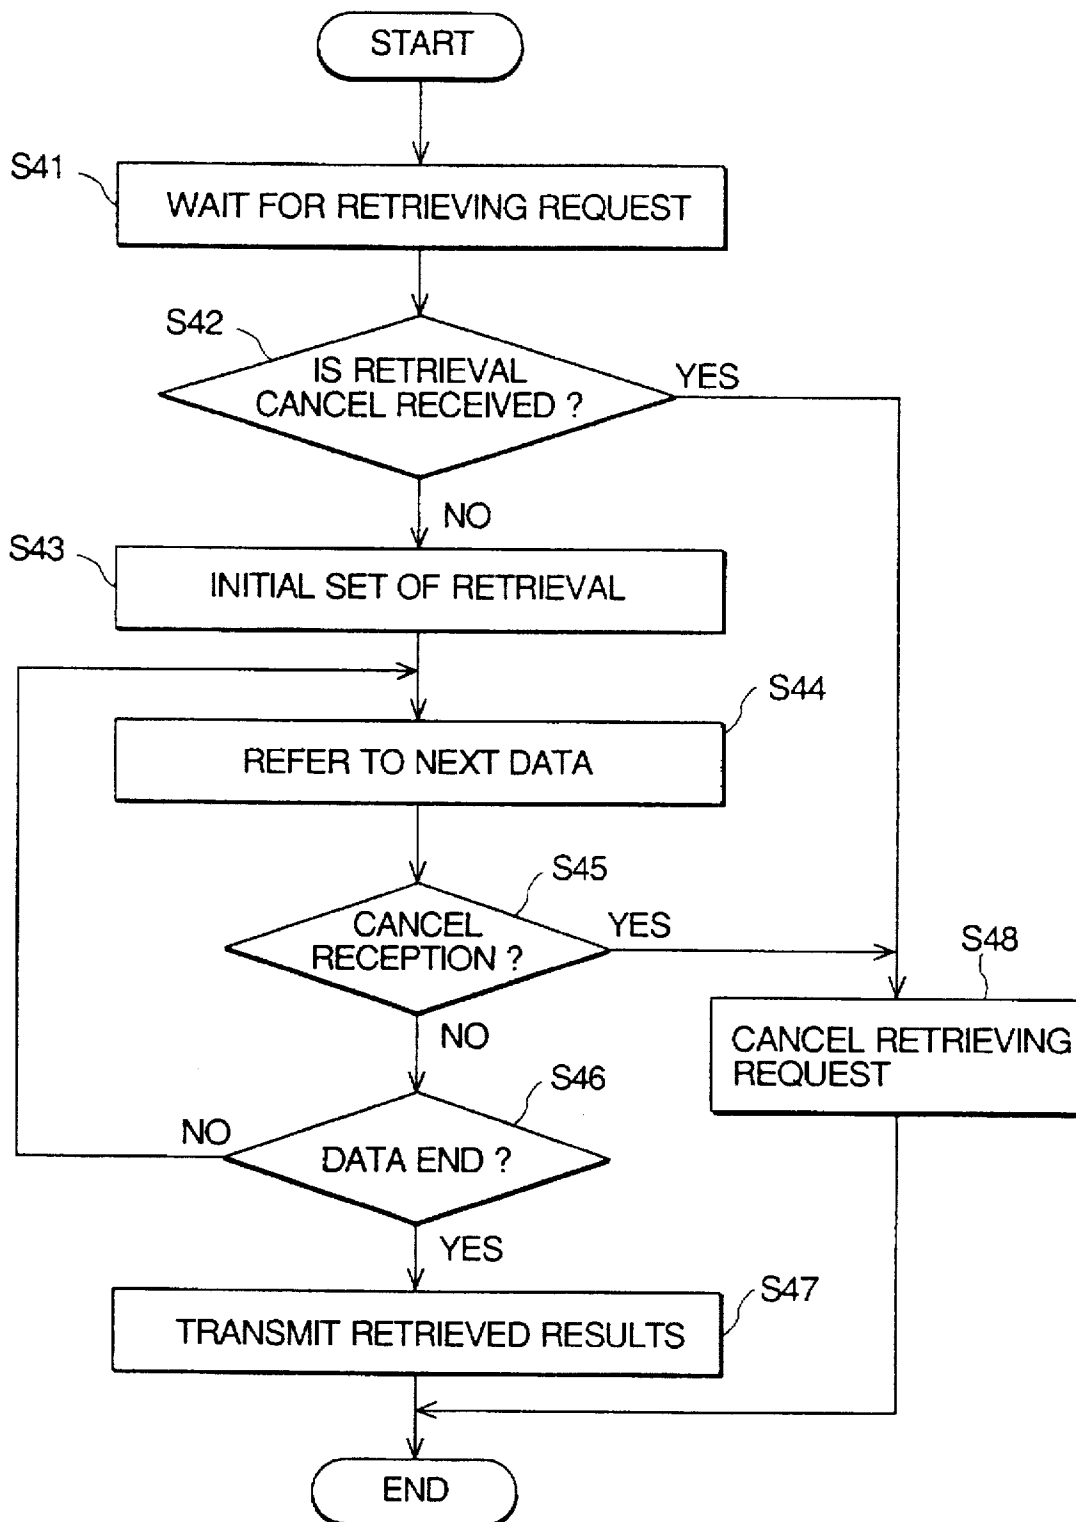 START
S41
WAIT FOR RETRIEVING REQUEST
S42
IS RETRIEVAL
CANCEL RECEIVED ?
YES
NO
S43
INITIAL SET OF RETRIEVAL
S44
REFER TO NEXT DATA
S45
CANCEL
RECEPTION ?
YES
S48
NO
CANCEL RETRIEVING
REQUEST
S46
NO
DATA END ?
YES
S47
TRANSMIT RETRIEVED RESULTS
END